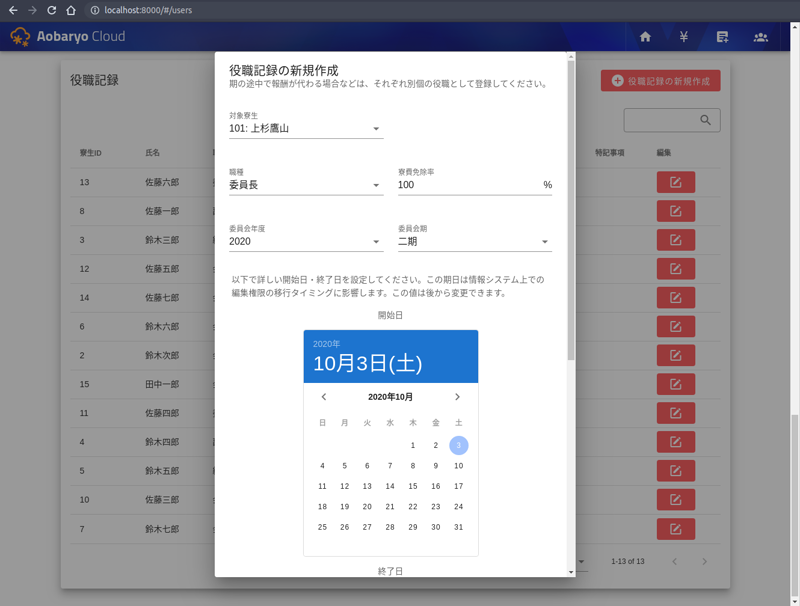 localhost:8000/#/users
Aobaryo Cloud
¥
役職記録
役職記録の新規作成
寮生ID
氏名
特記事項
編集
13
佐藤六郎
8
佐藤一郎
3
鈴木三郎
12
佐藤五郎
14
佐藤七郎
6
鈴木六郎
2
鈴木次郎
15
田中一郎
11
佐藤四郎
4
鈴木四郎
5
鈴木五郎
10
佐藤三郎
7
鈴木七郎
1-13 of 13
役職記録の新規作成
期の途中で報酬が代わる場合などは、それぞれ別個の役職として登録してください。
対象寮生
101: 上杉鷹山
職種
委員長
寮費免除率
100 %
委員会年度
2020
委員会期
二期
以下で詳しい開始日・終了日を設定してください。この期日は情報システム上での
編集権限の移行タイミングに影響します。この値は後から変更できます。
開始日
2020年
10月3日(土)
2020年10月
日 月 火 水 木 金 土
1 2 3
4 5 6 7 8 9 10
11 12 13 14 15 16 17
18 19 20 21 22 23 24
25 26 27 28 29 30 31
終了日